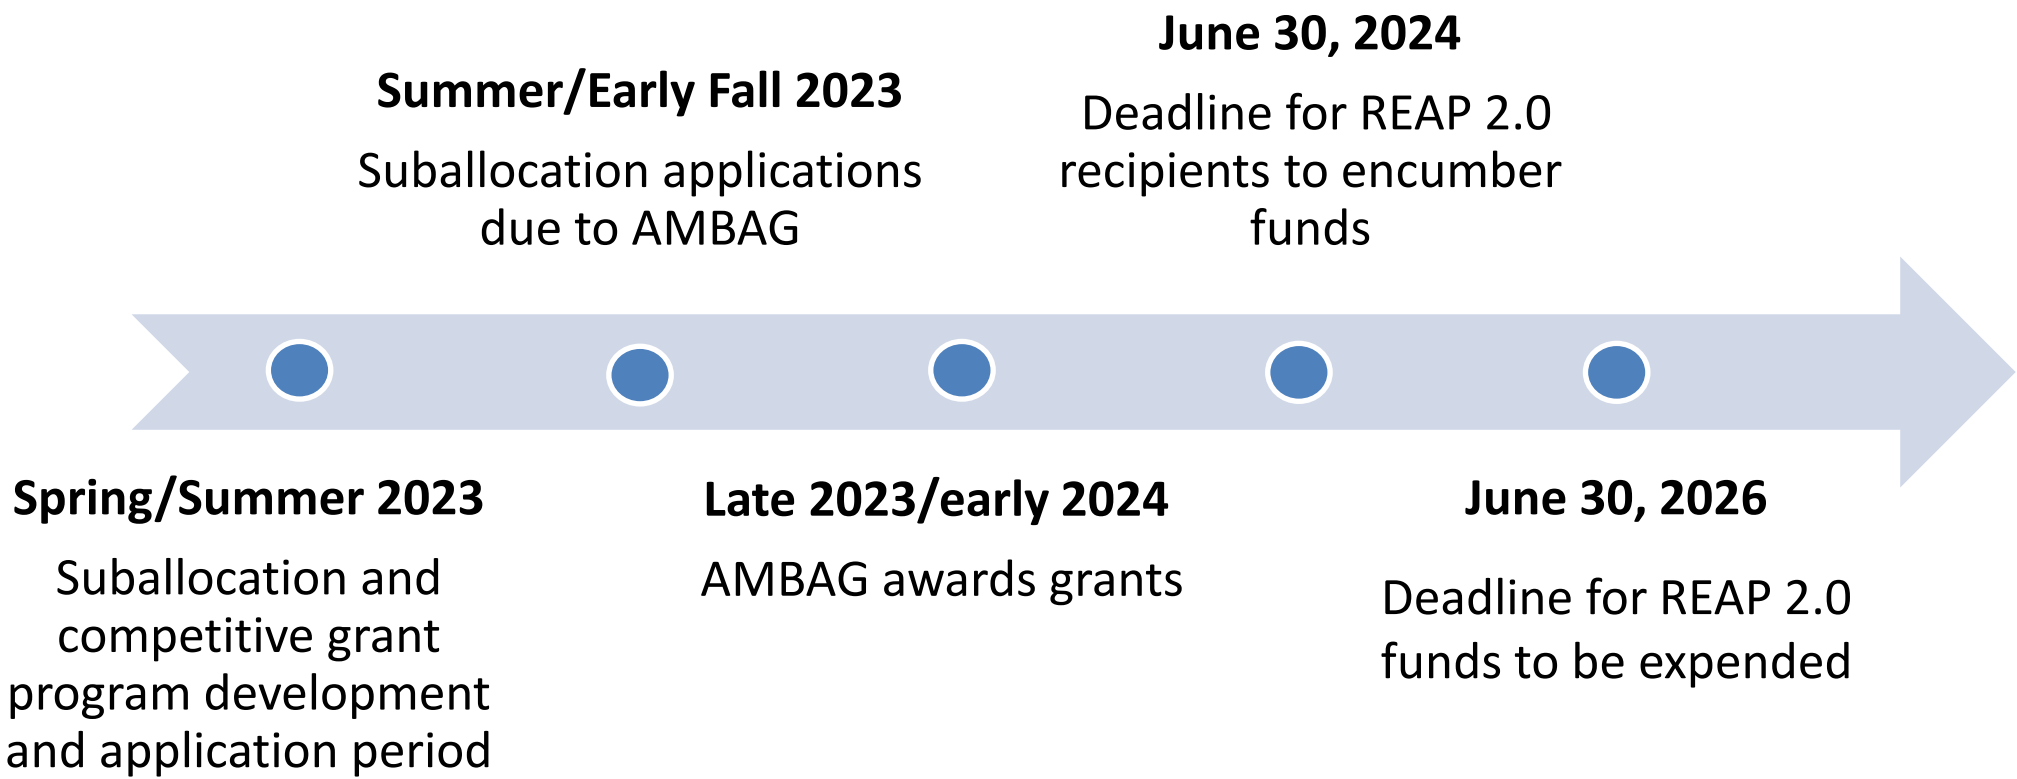 June 30, 2024
Deadline for REAP 2.0
recipients to encumber
funds
Summer/Early Fall 2023
Suballocation applications
due to AMBAG
Spring/Summer 2023
Suballocation and
competitive grant
program development
and application period
Late 2023/early 2024
AMBAG awards grants
June 30, 2026
Deadline for REAP 2.0
funds to be expended